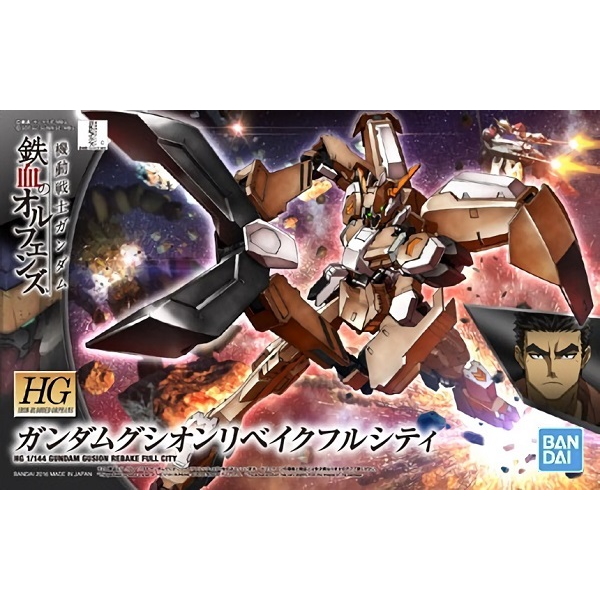 機動戦士ガンダム
鉄血のオルフェンズ
HG
IRON-BLOODED ORPHANS
ガンダムグシオンリベイクフルシティ
HG 1/144 GUNDAM GUSION REBAKE FULL CITY
BANDAI 2016 MADE IN JAPAN
BAN
DAI